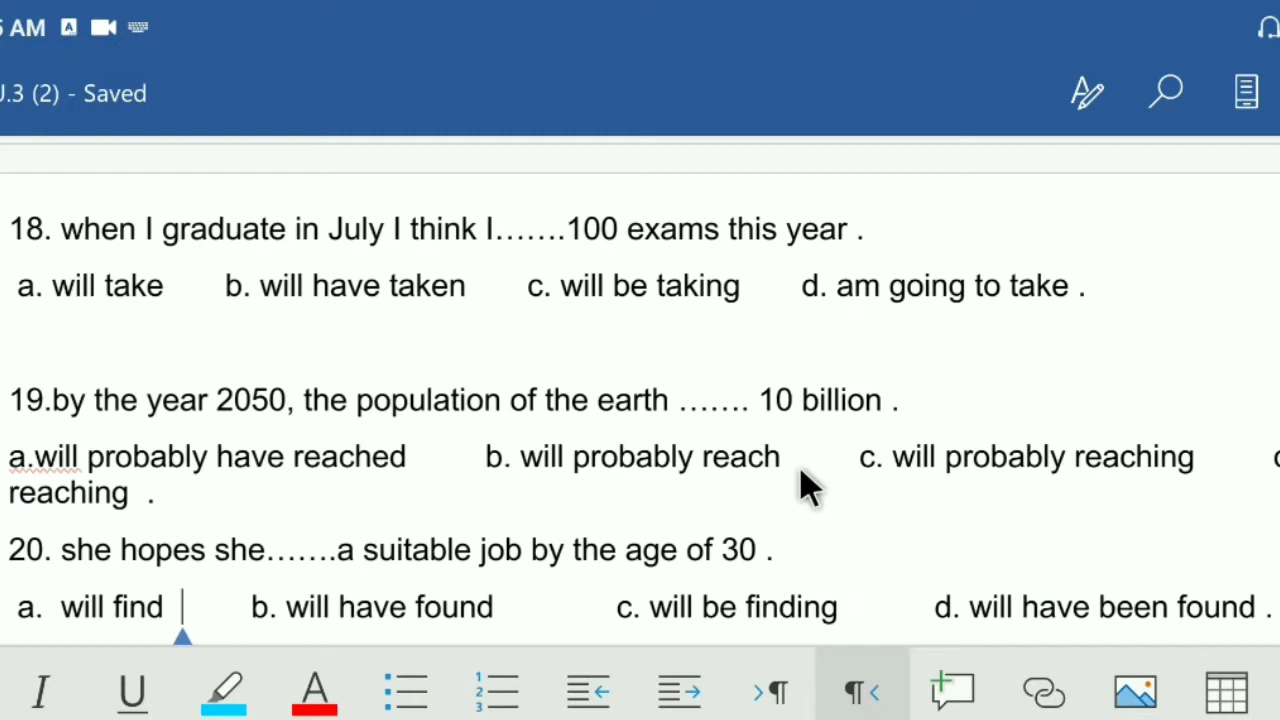 AM A
.3 (2) - Saved
18. when I graduate in July I think I.......100 exams this year .
a. will take b. will have taken c. will be taking d. am going to take .
19.by the year 2050, the population of the earth ....... 10 billion .
a.will probably have reached b. will probably reach c. will probably reaching
reaching .
20. she hopes she.......a suitable job by the age of 30 .
a. will find b. will have found c. will be finding d. will have been found .
I U A 1 2 3